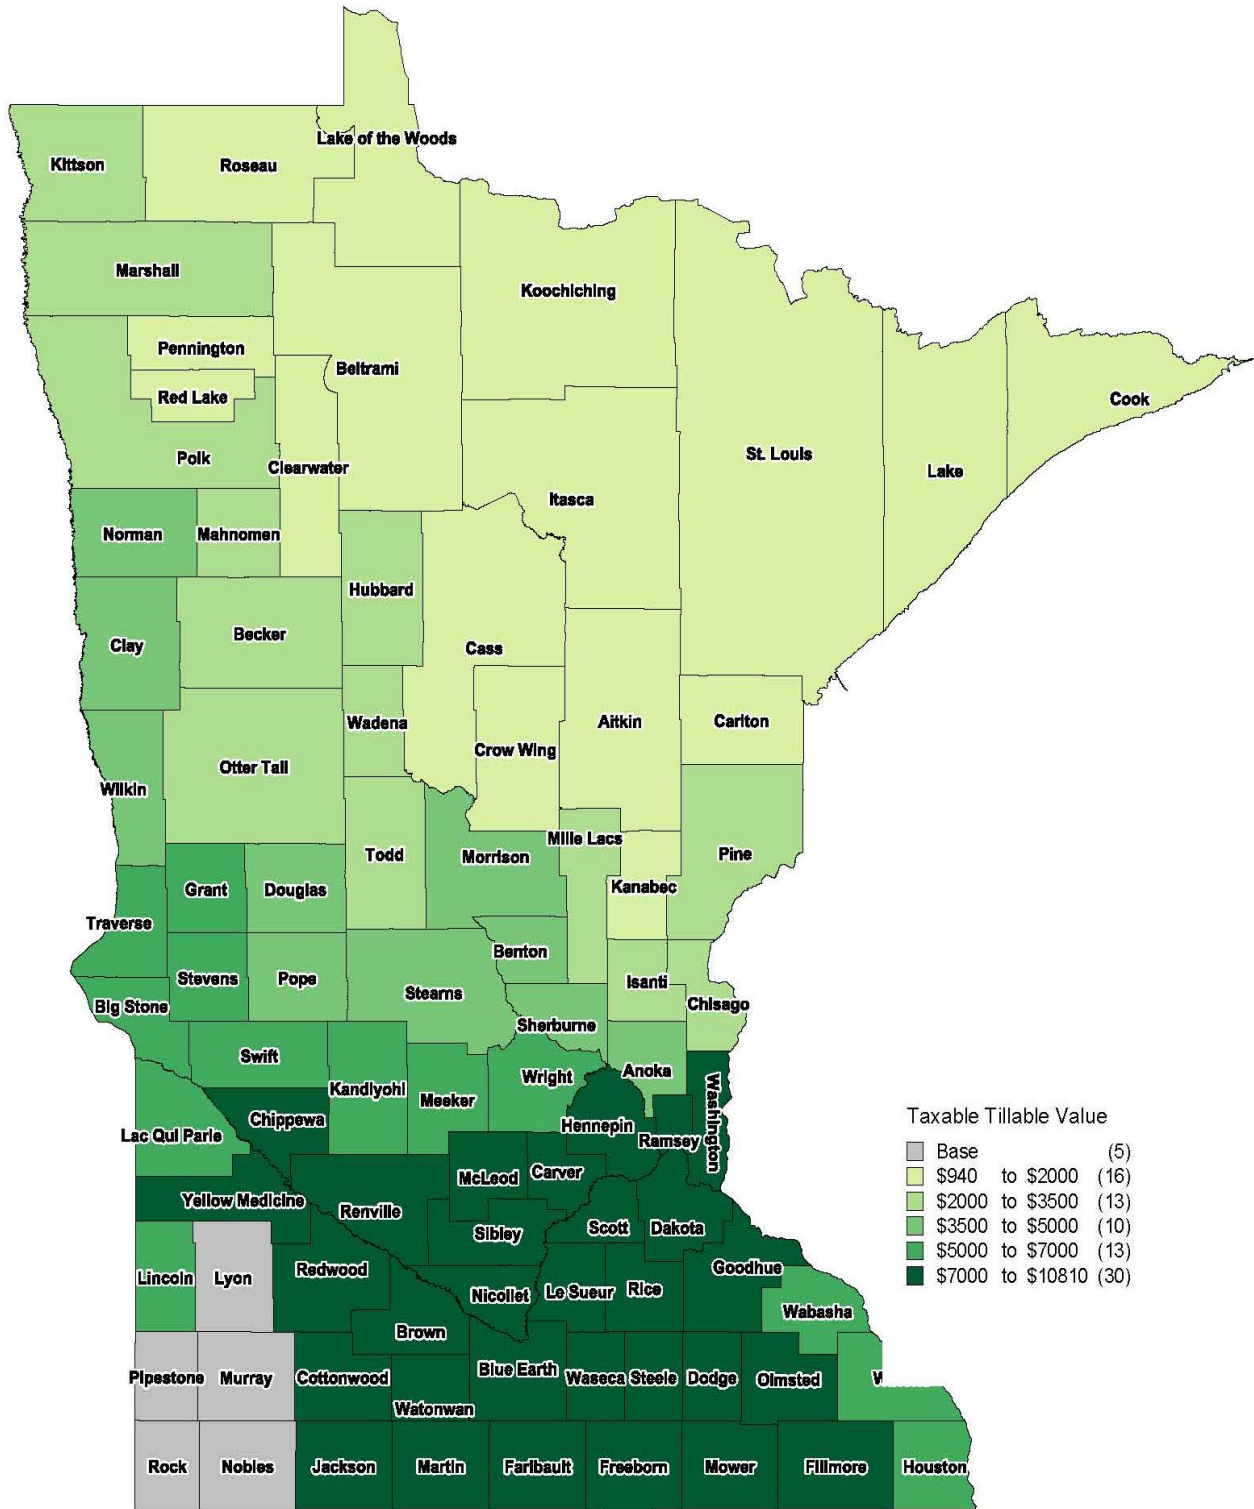 Lake of the Woods
Kittson
Roseau
Marshall
Koochiching
Pennington
Beltrami
Red Lake
Cook
Polk
Clearwater
St. Louis
Lake
Itasca
Norman
Mahnomen
Hubbard
Becker
Clay
Cass
Wadena
Aitkin
Carlton
Crow Wing
Otter Tail
Wilkin
Mille Lacs
Todd
Morrison
Pine
Grant
Douglas
Kanabec
Traverse
Benton
Stevens
Pope
Stearns
Isanti
Big Stone
Chisago
Sherburne
Swift
Kandiyohi
Meeker
Wright
Anoka
Washington
Chippewa
Hennepin
Ramsey
Lac Qui Parle
McLeod
Carver
Yellow Medicine
Renville
Sibley
Scott
Dakota
Lincoln
Lyon
Redwood
Nicollet
Le Sueur
Rice
Goodhue
Wabasha
Brown
Pipestone
Murray
Cottonwood
Watonwan
Blue Earth
Waseca
Steele
Dodge
Olmsted
W
Rock
Nobles
Jackson
Martin
Faribault
Freeborn
Mower
Fillmore
Houston
Taxable Tillable Value
Base (5)
$940 to $2000 (16)
$2000 to $3500 (13)
$3500 to $5000 (10)
$5000 to $7000 (13)
$7000 to $10810 (30)